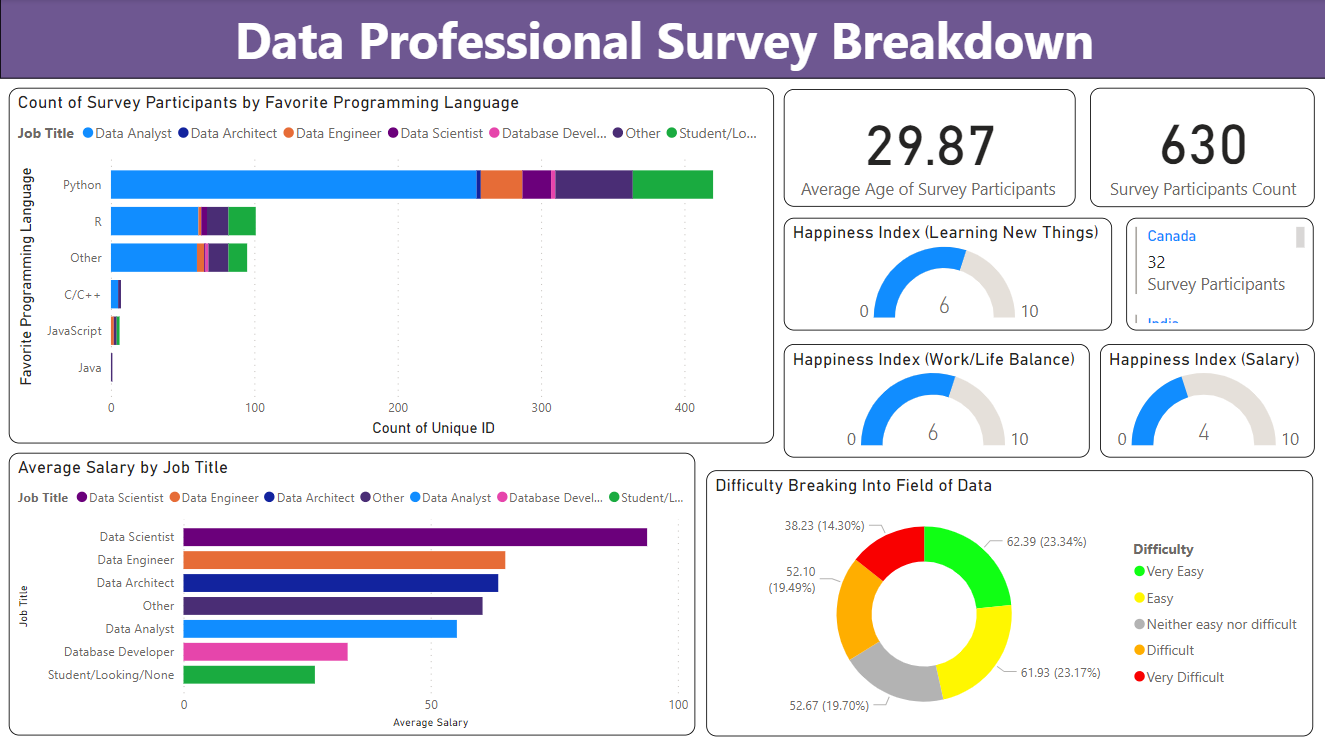 Data Professional Survey Breakdown
Count of Survey Participants by Favorite Programming Language
Job Title Data Analyst Data Architect Data Engineer Data Scientist Database Devel... Other Student/Lo...
Favorite Programming Language
Python
R
Other
C/C++
JavaScript
Java
0 100 200 300 400
Count of Unique ID
29.87
Average Age of Survey Participants
630
Survey Participants Count
Happiness Index (Learning New Things)
6
0 10
Canada
32
Survey Participants
India
Happiness Index (Work/Life Balance)
6
0 10
Happiness Index (Salary)
4
0 10
Average Salary by Job Title
Job Title Data Scientist Data Engineer Data Architect Other Data Analyst Database Devel... Student/L...
Job Title
Data Scientist
Data Engineer
Data Architect
Other
Data Analyst
Database Developer
Student/Looking/None
0 50 100
Average Salary
Difficulty Breaking Into Field of Data
38.23 (14.30%)
62.39 (23.34%)
52.10
(19.49%)
61.93 (23.17%)
52.67 (19.70%)
Difficulty
Very Easy
Easy
Neither easy nor difficult
Difficult
Very Difficult